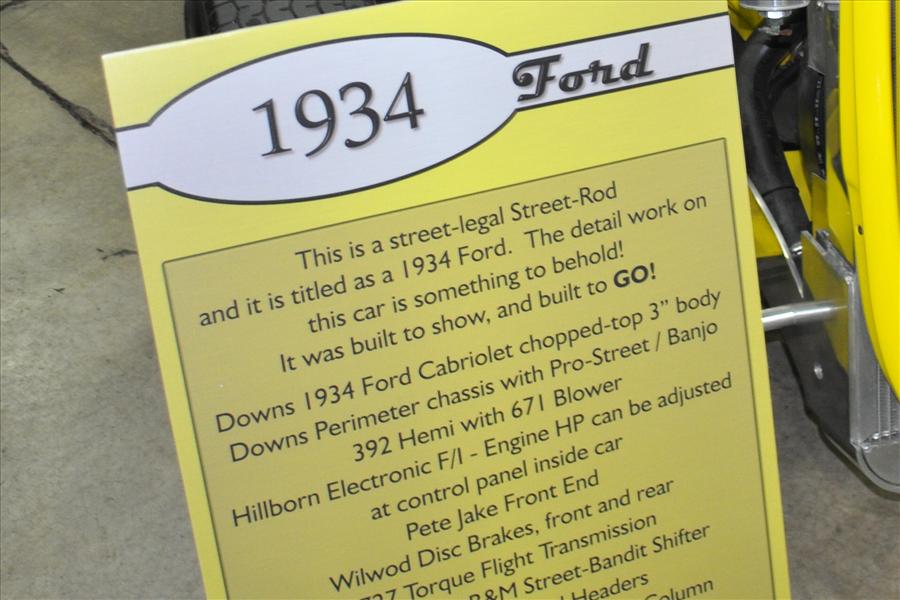 1934 Ford
This is a street-legal Street-Rod
and it is titled as a 1934 Ford. The detail work on
this car is something to behold!
It was built to show, and built to GO!
Downs 1934 Ford Cabriolet chopped-top 3” body
Downs Perimeter chassis with Pro-Street / Banjo
392 Hemi with 671 Blower
Hillborn Electronic F/I - Engine HP can be adjusted
at control panel inside car
Pete Jake Front End
Wilwod Disc Brakes, front and rear
727 Torque Flight Transmission
B&M Street-Bandit Shifter
Headers
Column